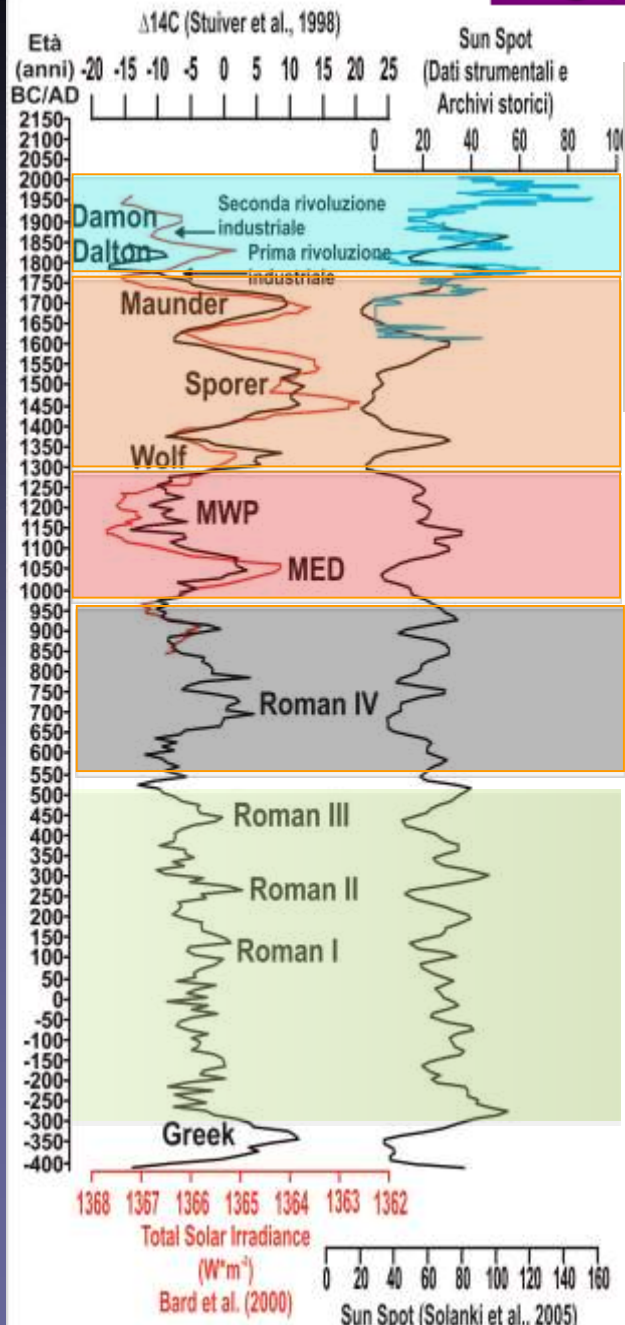 Δ14C (Stuiver et al., 1998)
Età
(anni)
BC/AD
-20 -15 -10 -5 0 5 10 15 20 25
Sun Spot
(Dati strumentali e
Archivi storici)
0 20 40 60 80
2150
2100
2050
2000
1950
1900
1850
1800
1750
1700
1650
1600
1550
1500
1450
1400
1350
1300
1250
1200
1150
1100
1050
1000
950
900
850
800
750
700
650
600
550
500
450
400
350
300
250
200
150
100
50
0
-50
-100
-150
-200
-250
-300
-350
-400
Damon
Seconda rivoluzione
industriale
Dalton
Prima rivoluzione
industriale
Maunder
Sporer
Wolf
MWP
MED
Roman IV
Roman III
Roman II
Roman I
Greek
1368 1367 1366 1365 1364 1363 1362
Total Solar Irradiance
(W*m⁻²)
Bard et al. (2000)
0 20 40 60 80 100 120 140 160
Sun Spot (Solanki et al., 2005)